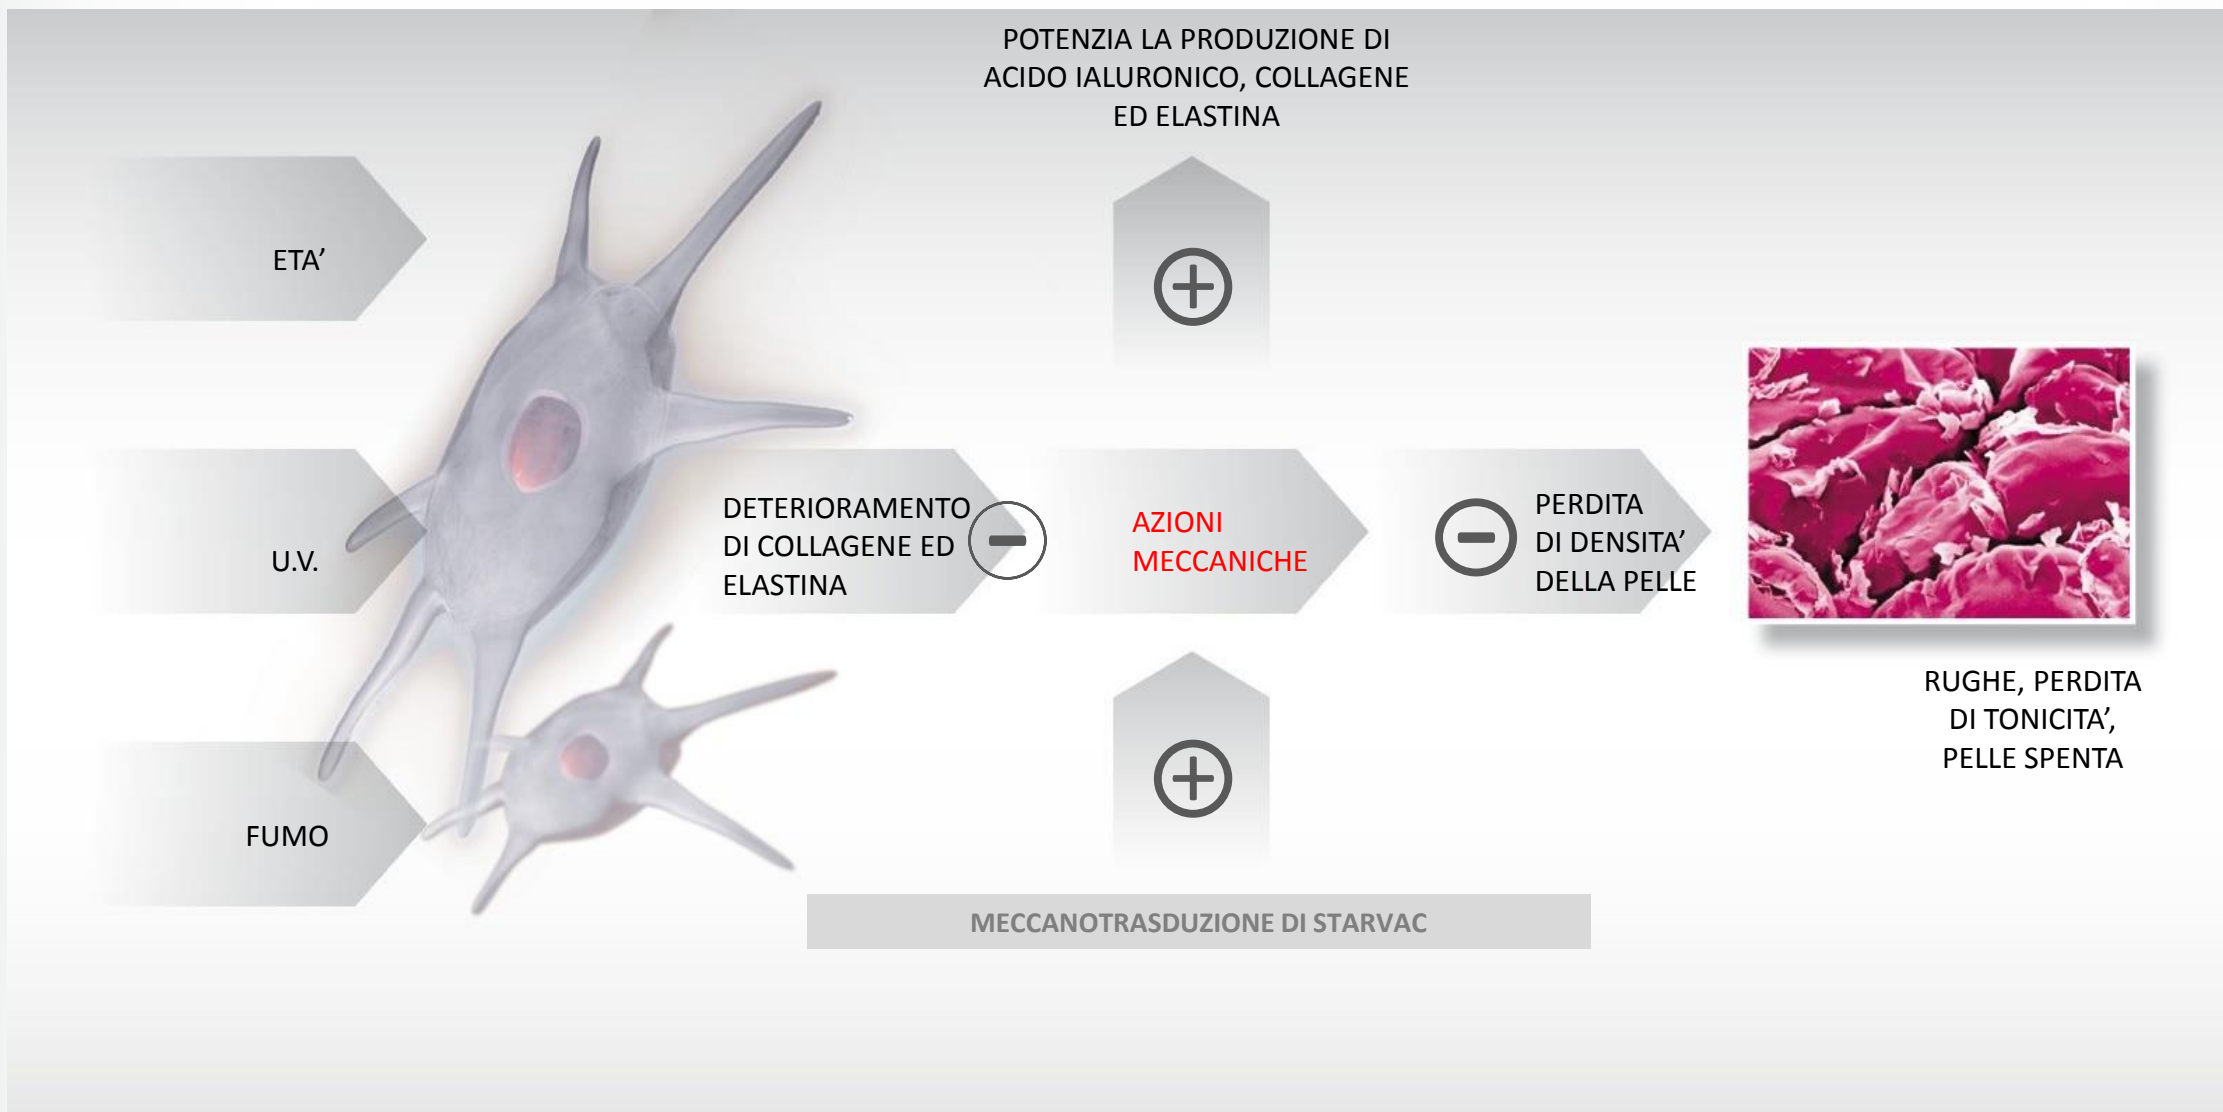 POTENZIA LA PRODUZIONE DI
ACIDO IALURONICO, COLLAGENE
ED ELASTINA
ETA’
U.V.
FUMO
DETERIORAMENTO
DI COLLAGENE ED
ELASTINA
AZIONI
MECCANICHE
PERDITA
DI DENSITA’
DELLA PELLE
RUGHE, PERDITA
DI TONICITA’,
PELLE SPENTA
MECCANOTRASDUZIONE DI STARVAC